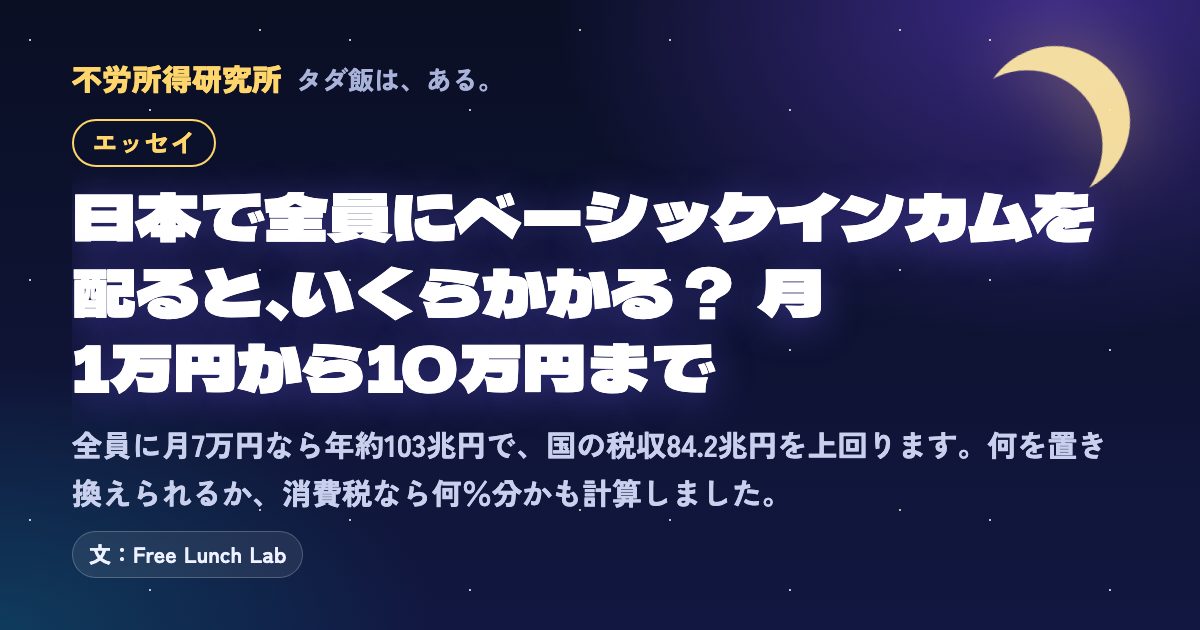 不労所得研究所 タダ飯は、ある。
エッセイ
日本で全員にベーシックインカムを
配ると、いくらかかる？ 月
1万円から10万円まで
全員に月7万円なら年約103兆円で、国の税収84.2兆円を上回ります。何を置き
換えられるか、消費税なら何％分かも計算しました。
文：Free Lunch Lab